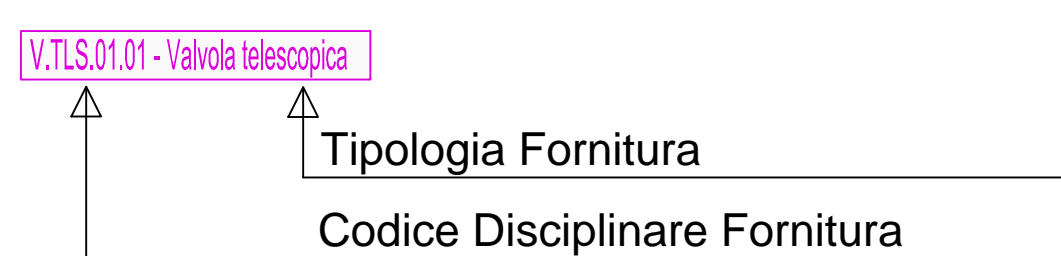 V.TLS.01.01 - Valvola telescopica
Tipologia Fornitura
Codice Disciplinare Fornitura